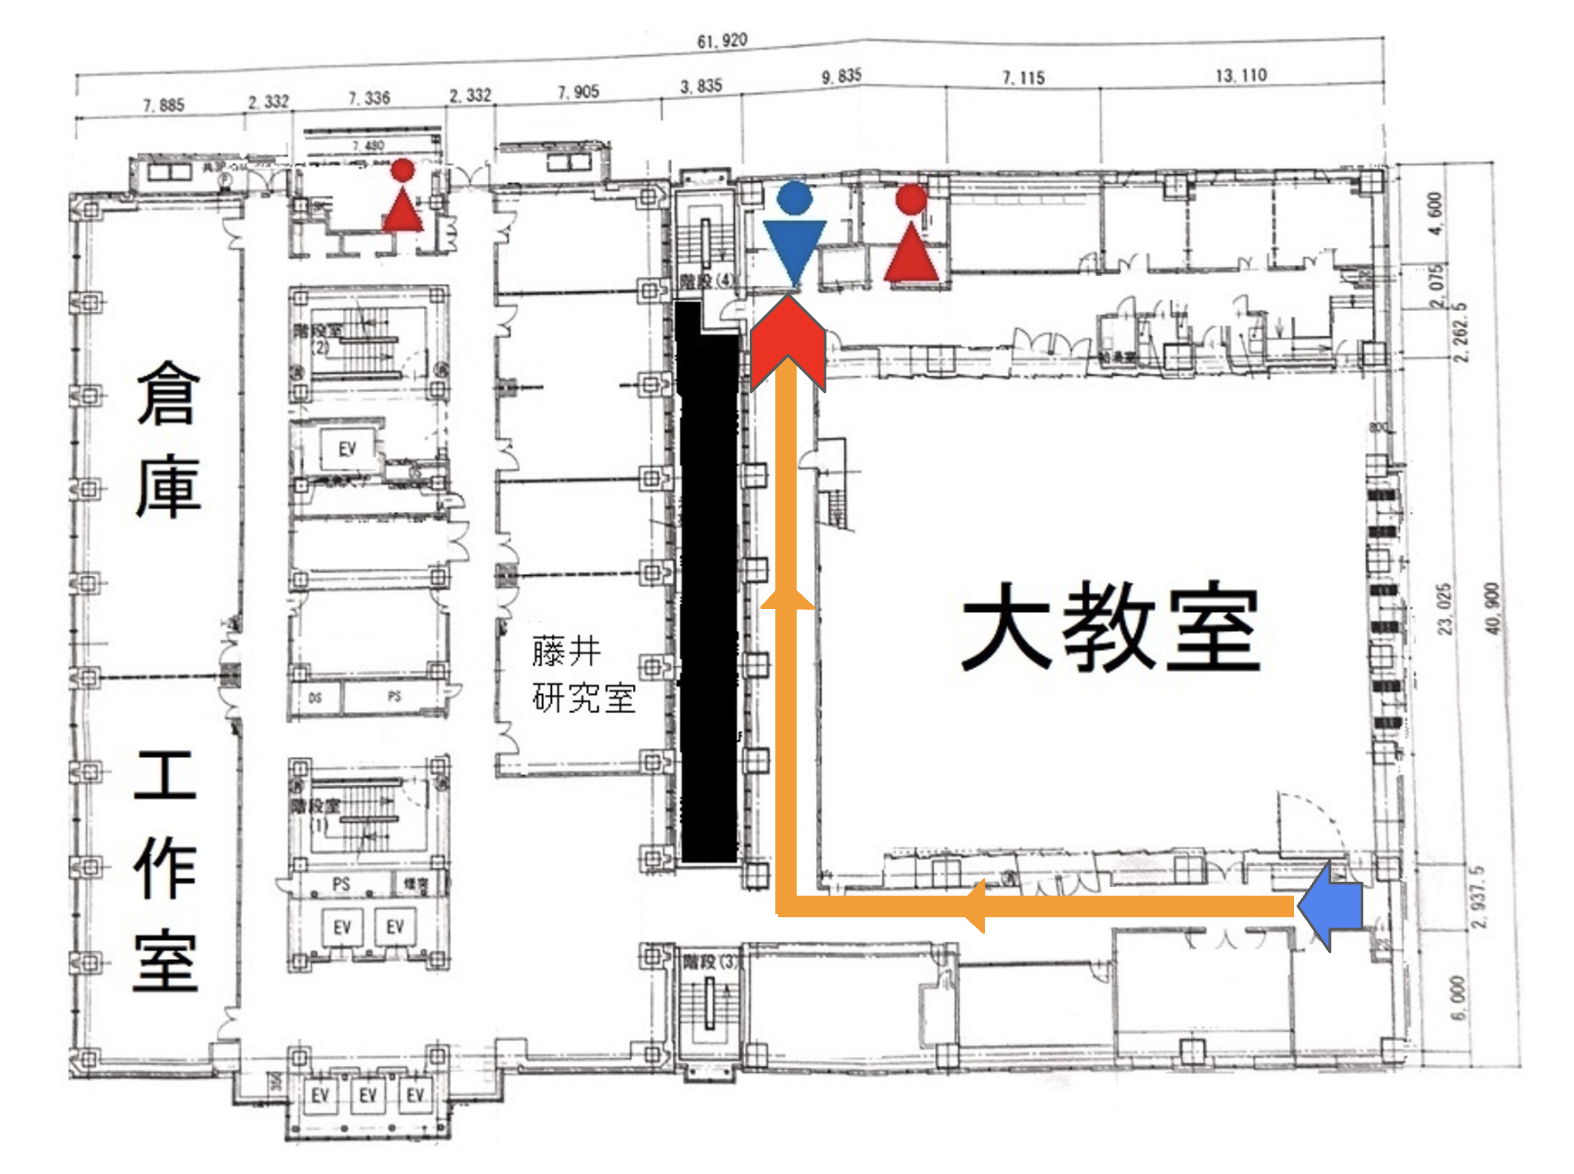 61,920
7,885
2,332
7,336
2,332
7,905
3,835
9,835
7,115
13,110
7,480
SK
階段(4)
4,600
2,075
2,262.5
階段室
(2)
倉
庫
EV
800
大教室
23,025
40,900
藤井
研究室
DS
PS
工
作
室
階段室
(1)
PS
EV
EV
2,937.5
階段(3)
6,000
350
EV
EV
EV